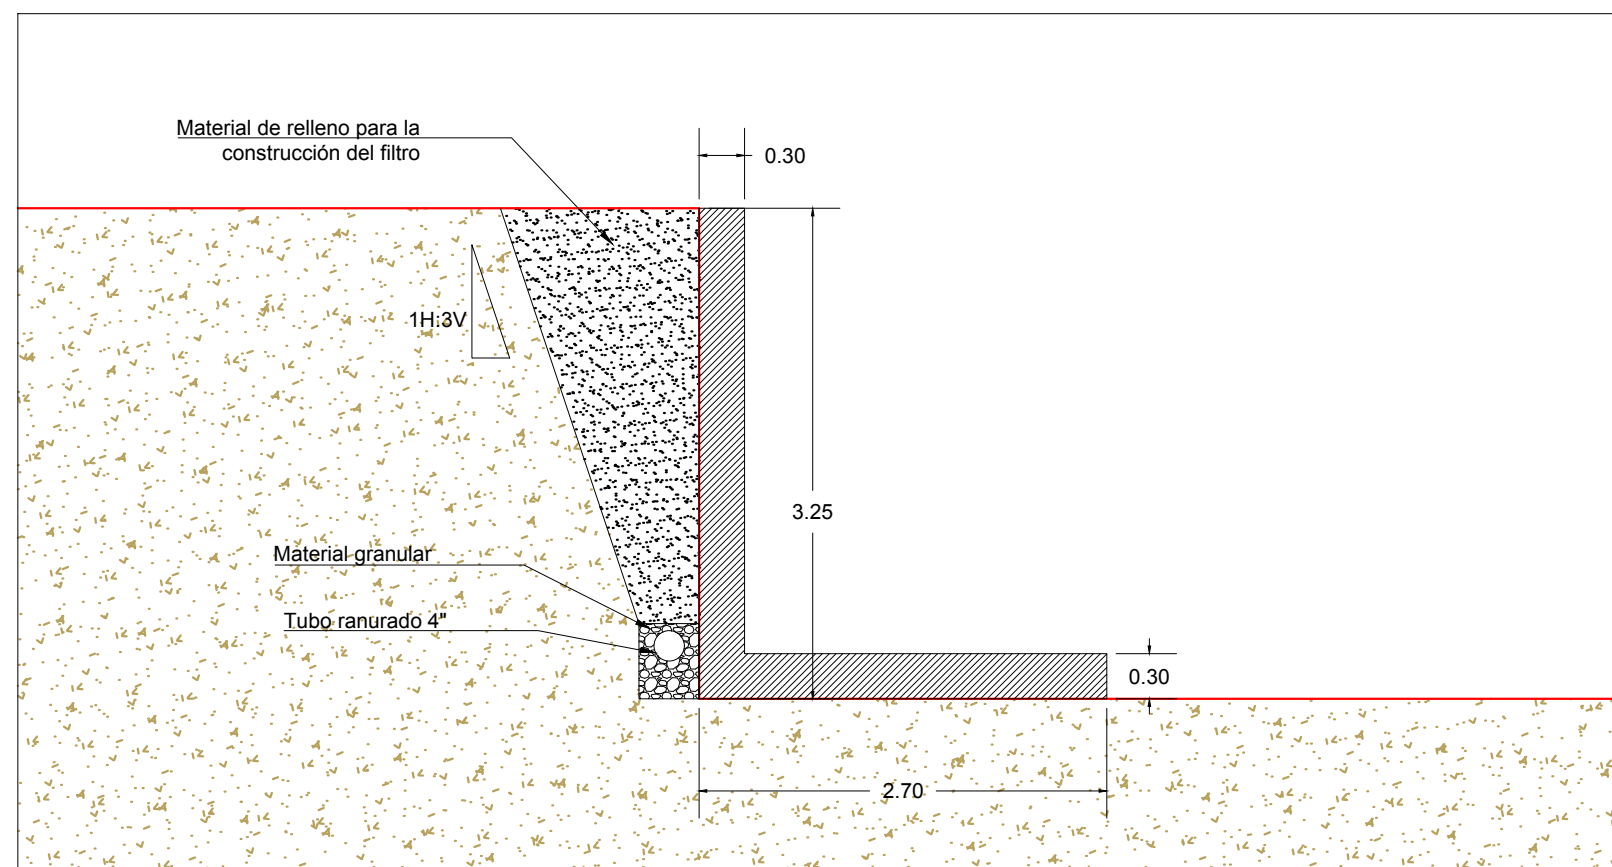 Material de relleno para la
construcción del filtro
0.30
1H:3V
3.25
Material granular
Tubo ranurado 4"
0.30
2.70